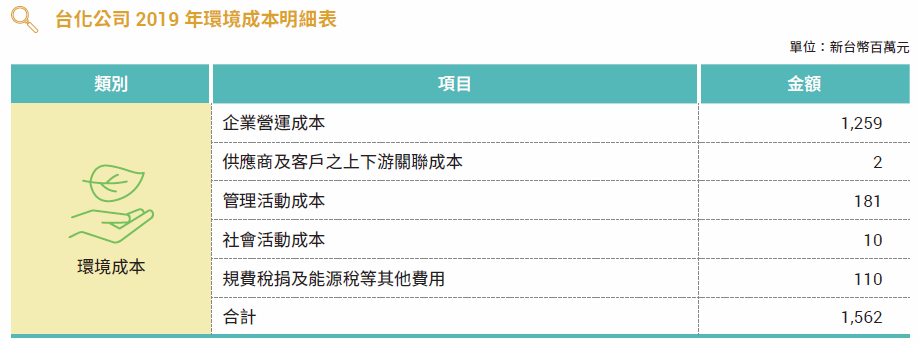 台化公司 2019 年環境成本明細表
單位：新台幣百萬元
類別 項目 金額
企業營運成本 1,259
供應商及客戶之上下游關聯成本 2
管理活動成本 181
社會活動成本 10
環境成本
規費稅捐及能源稅等其他費用 110
合計 1,562